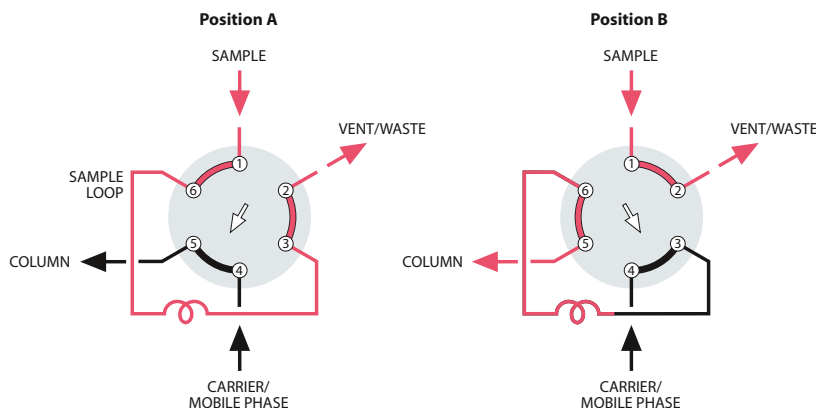 Position A
SAMPLE
VENT/WASTE
1
2
6
SAMPLE
LOOP
5
3
4
COLUMN
CARRIER/
MOBILE PHASE
Position B
SAMPLE
VENT/WASTE
1
6
2
5
3
4
COLUMN
CARRIER/
MOBILE PHASE